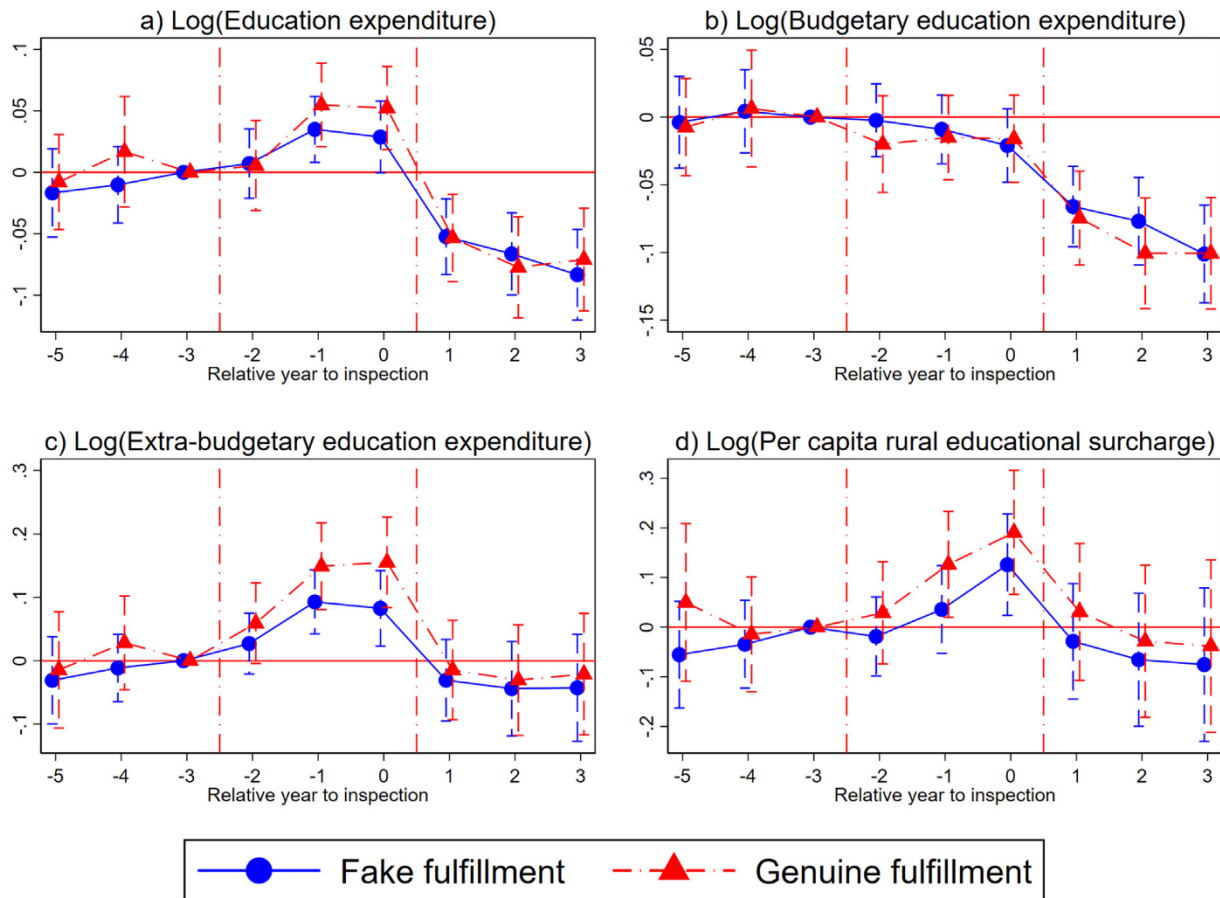 a) Log(Education expenditure)
.1
.05
0
-.05
-.1
-5 -4 -3 -2 -1 0 1 2 3
Relative year to inspection
b) Log(Budgetary education expenditure)
.05
0
-.05
-.1
-.15
-5 -4 -3 -2 -1 0 1 2 3
Relative year to inspection
c) Log(Extra-budgetary education expenditure)
.3
.2
.1
0
-.1
-5 -4 -3 -2 -1 0 1 2 3
Relative year to inspection
d) Log(Per capita rural educational surcharge)
.3
.2
.1
0
-.1
-.2
-5 -4 -3 -2 -1 0 1 2 3
Relative year to inspection
Fake fulfillment Genuine fulfillment